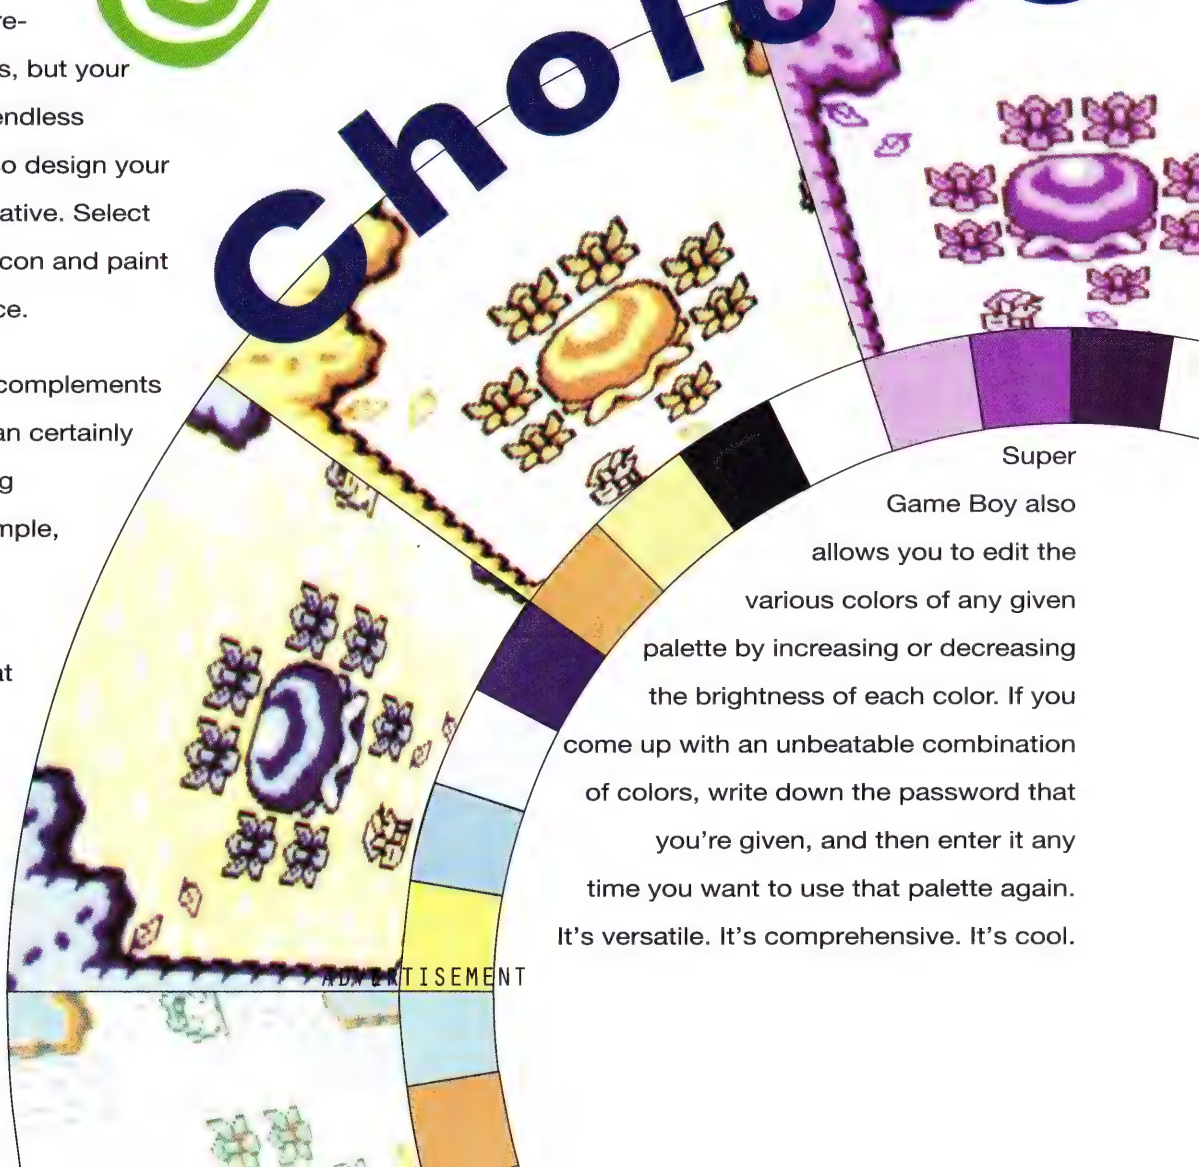 re-
s, but your
endless
so design your
ative. Select
con and paint
ce.
complements
an certainly
g
mple,
at
Choice
Super
Game Boy also
allows you to edit the
various colors of any given
palette by increasing or decreasing
the brightness of each color. If you
come up with an unbeatable combination
of colors, write down the password that
you're given, and then enter it any
time you want to use that palette again.
It's versatile. It's comprehensive. It's cool.
ADVERTISEMENT